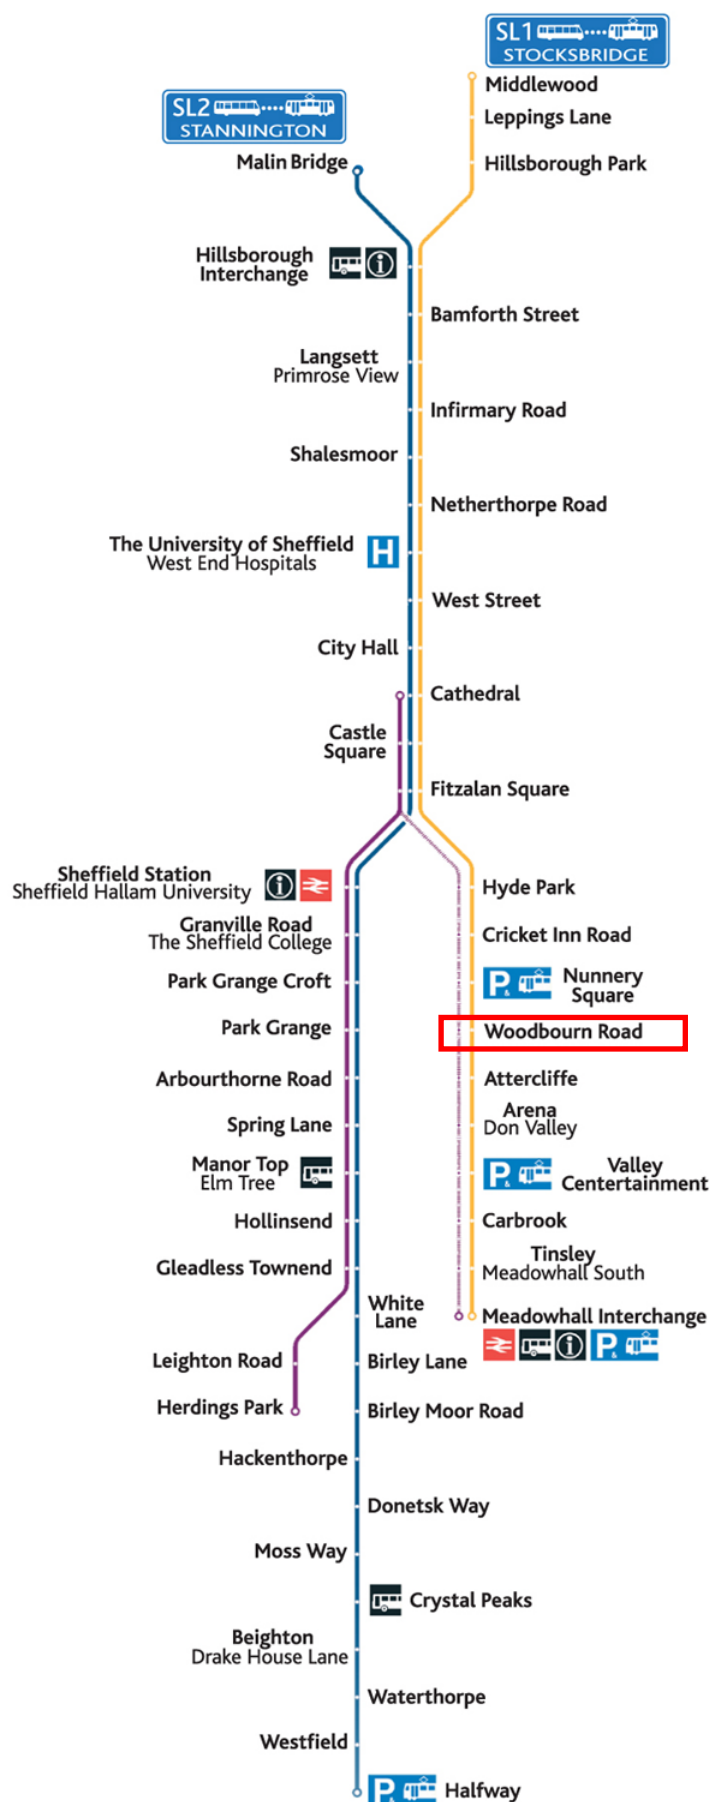 SL1
STOCKSBRIDGE
Middlewood
SL2
STANNINGTON
Leppings Lane
Malin Bridge
Hillsborough Park
Hillsborough
Interchange
i
Bamforth Street
Langsett
Primrose View
Infirmary Road
Shalesmoor
Netherthorpe Road
The University of Sheffield
West End Hospitals
H
West Street
City Hall
Cathedral
Castle
Square
Fitzalan Square
Sheffield Station
Sheffield Hallam University
i
Hyde Park
Granville Road
The Sheffield College
Cricket Inn Road
Park Grange Croft
P&
Nunnery
Square
Park Grange
Woodbourn Road
Arbourthorne Road
Attercliffe
Spring Lane
Arena
Don Valley
Manor Top
Elm Tree
P&
Valley
Centertainment
Hollinsend
Carbrook
Gleadless Townend
Tinsley
Meadowhall South
White
Lane
Meadowhall Interchange
i
P&
Leighton Road
Birley Lane
Herdings Park
Birley Moor Road
Hackenthorpe
Donetsk Way
Moss Way
Crystal Peaks
Beighton
Drake House Lane
Waterthorpe
Westfield
P&
Halfway